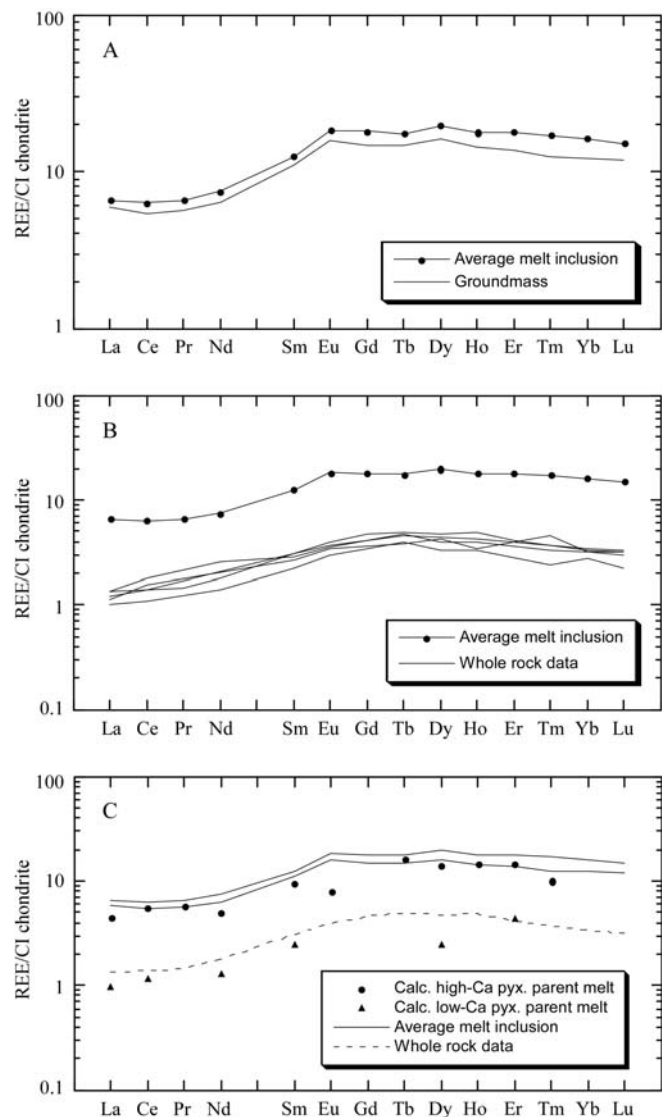 A
REE/CI chondrite
100
10
1
Average melt inclusion
Groundmass
La Ce Pr Nd Sm Eu Gd Tb Dy Ho Er Tm Yb Lu
B
REE/CI chondrite
100
10
1
0.1
Average melt inclusion
Whole rock data
La Ce Pr Nd Sm Eu Gd Tb Dy Ho Er Tm Yb Lu
C
REE/CI chondrite
100
10
1
0.1
Calc. high-Ca pyx. parent melt
Calc. low-Ca pyx. parent melt
Average melt inclusion
Whole rock data
La Ce Pr Nd Sm Eu Gd Tb Dy Ho Er Tm Yb Lu